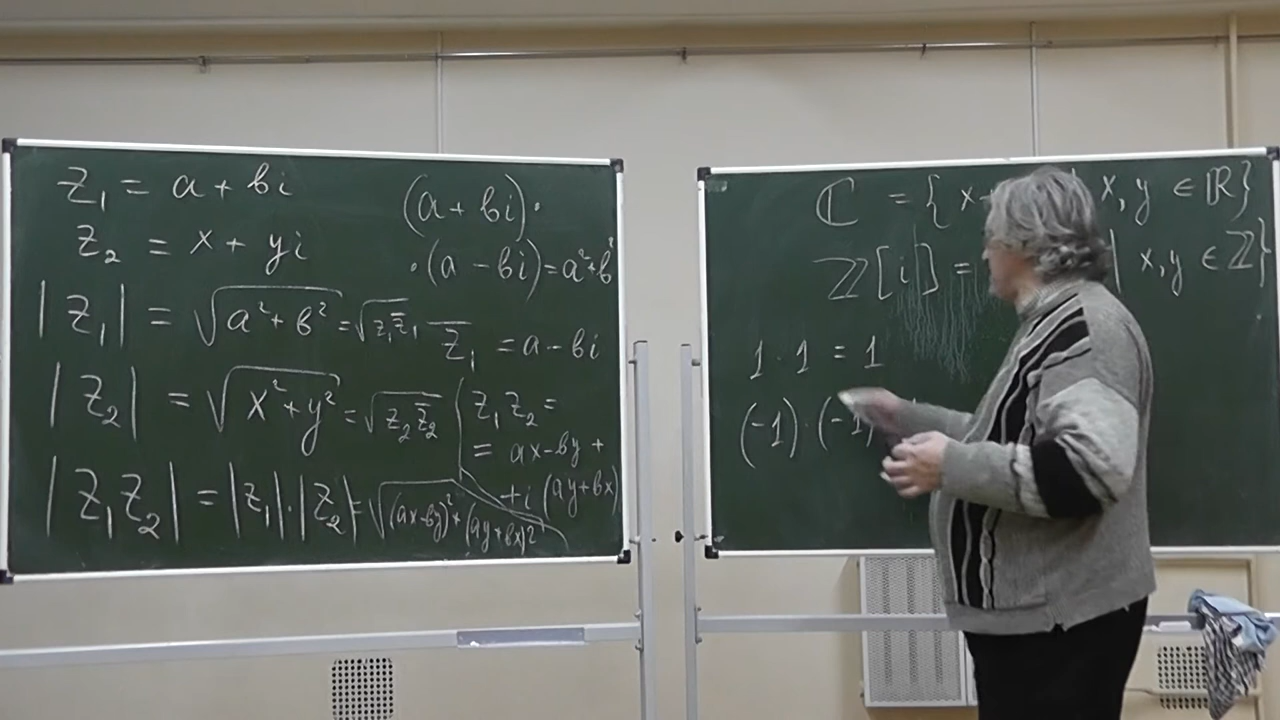 z₁ = a + bi
z₂ = x + yi
|z₁| = √(a² + b²) = √(z₁z̄₁)
|z₂| = √(x² + y²) = √(z₂z̄₂)
|z₁z₂| = |z₁|·|z₂| = √((ax-by)² + (ay+bx)²)
(a + bi)·
·(a - bi) = a² + b²
z̄₁ = a - bi
z₁z₂ =
= ax - by +
+ i(ay + bx)
ℂ = {x | x, y ∈ ℝ}
ℤ[i] = | x, y ∈ ℤ}
1 · 1 = 1
(-1) · (-1)